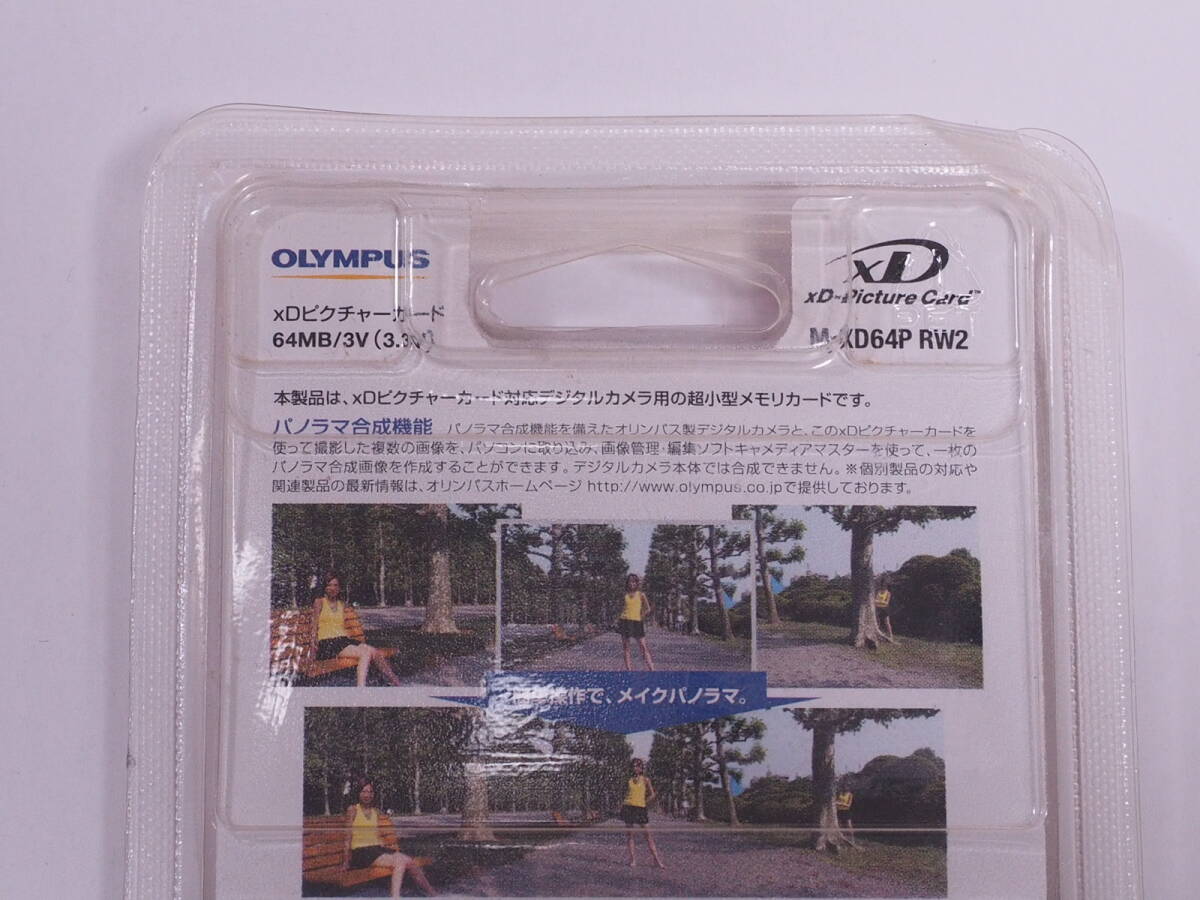 OLYMPUS
xDピクチャーカード
64MB/3V (3.3V)
xD
xD-Picture Card™
M-XD64P RW2
本製品は、xDピクチャーカード対応デジタルカメラ用の超小型メモリカードです。
パノラマ合成機能 パノラマ合成機能を備えたオリンパス製デジタルカメラと、このxDピクチャーカードを
使って撮影した複数の画像を、パソコンに取り込み、画像管理・編集ソフトキャメディアマスターを使って、一枚の
パノラマ合成画像を作成することができます。デジタルカメラ本体では合成できません。※個別製品の対応や
関連製品の最新情報は、オリンパスホームページ http://www.olympus.co.jpで提供しております。
操作で、メイクパノラマ。